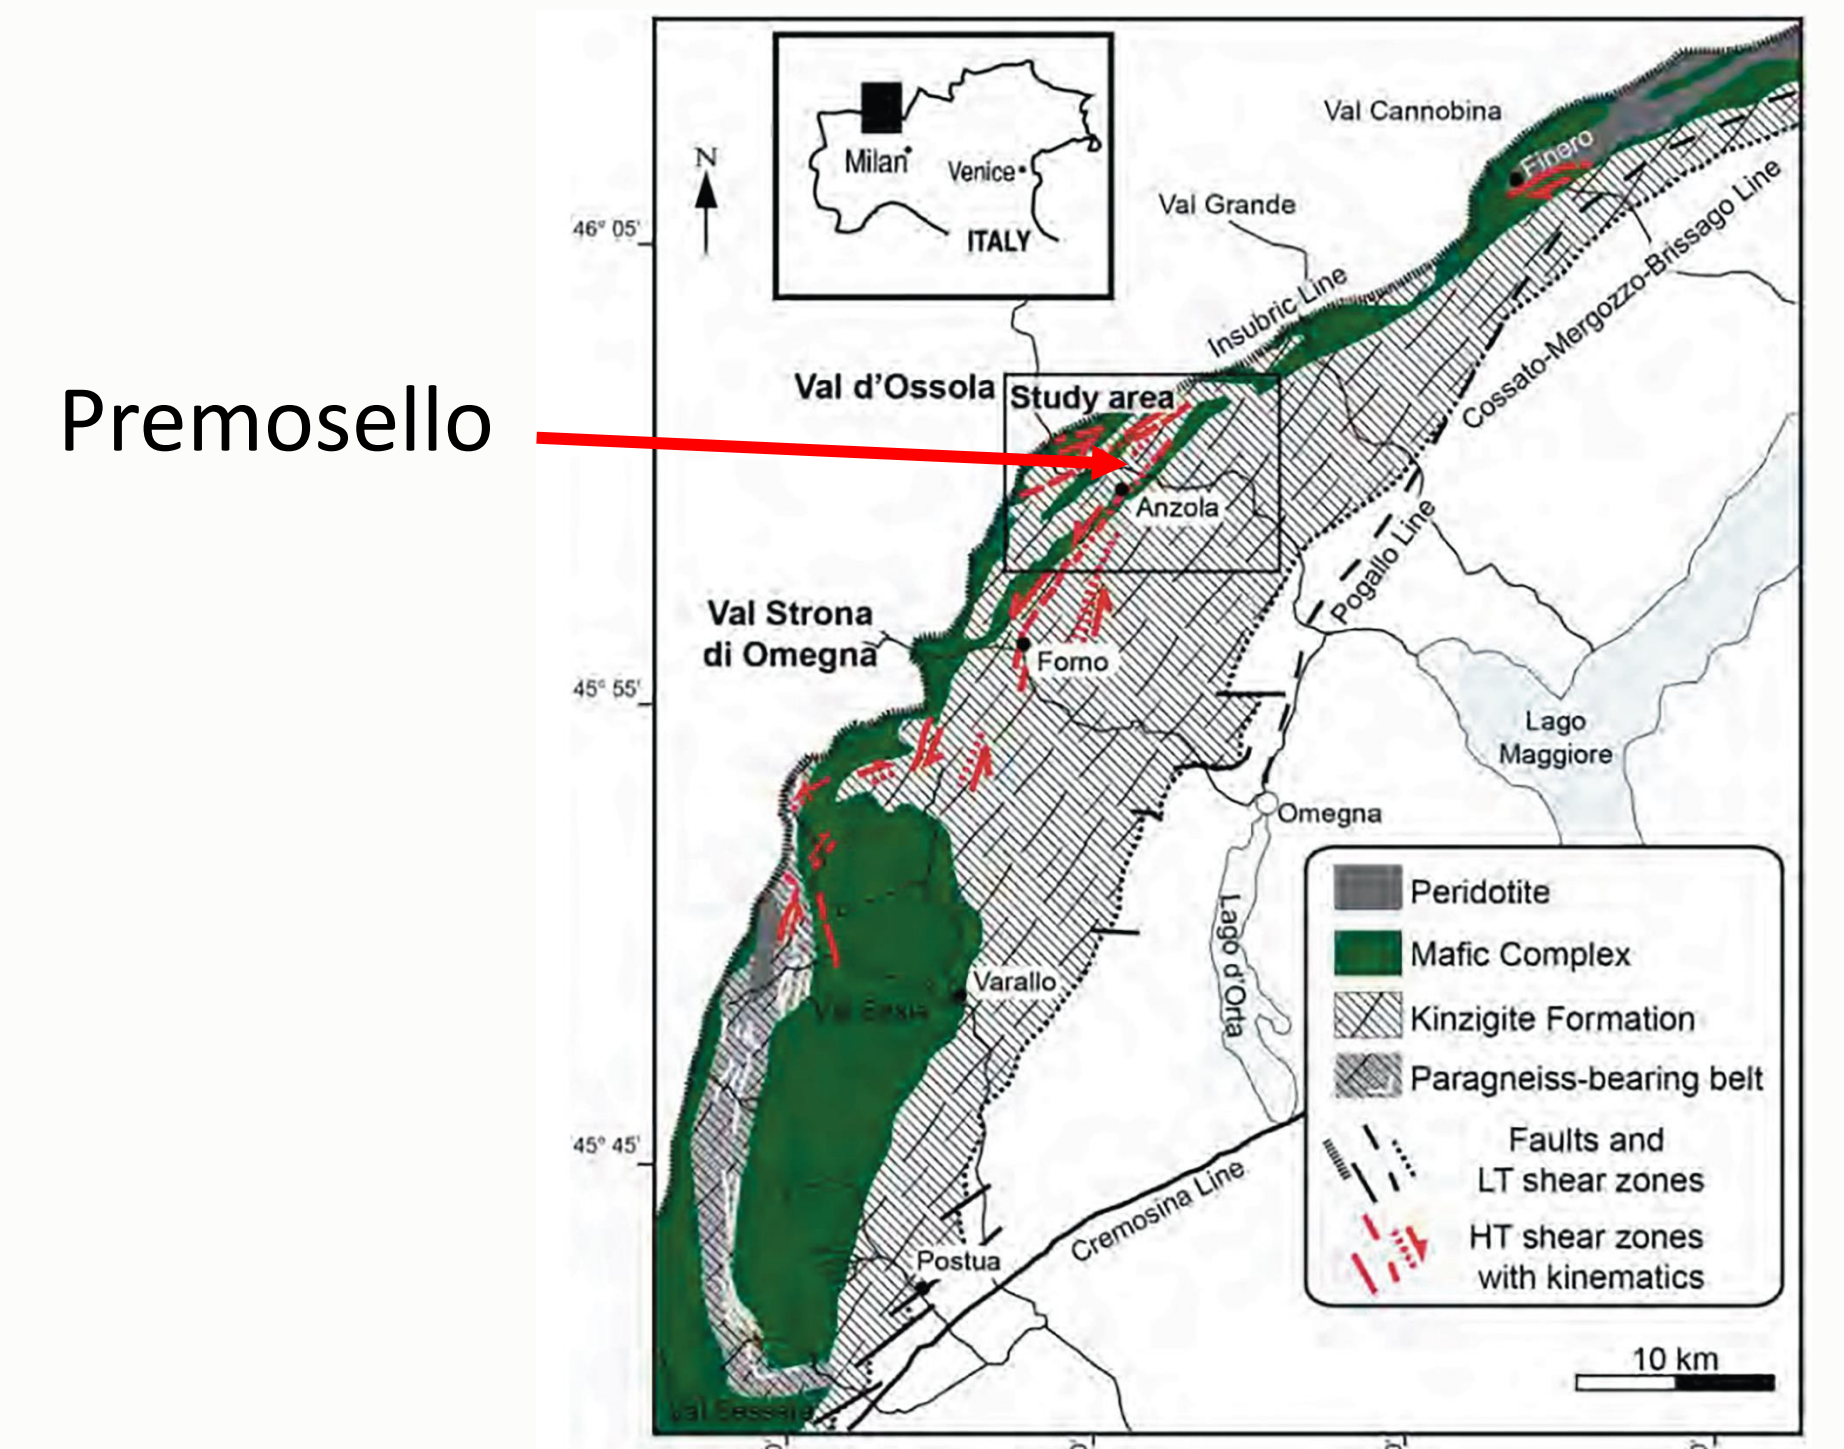 Premosello
N
Milan
Venice
ITALY
46° 05'
45° 55'
45° 45'
Val Cannobina
Finero
Val Grande
Insubric Line
Cossato-Mergozzo-Brissago Line
Val d'Ossola
Study area
Anzola
Pogallo Line
Val Strona
di Omegna
Forno
Lago
Maggiore
Omegna
Lago d'Orta
Varallo
Val Sesia
Cremosina Line
Postua
Val Sessera
Peridotite
Mafic Complex
Kinzigite Formation
Paragneiss-bearing belt
Faults and
LT shear zones
HT shear zones
with kinematics
10 km